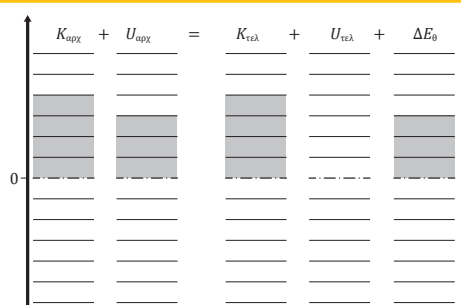 K_αρχ + U_αρχ = K_τελ + U_τελ + ΔE_θ
0